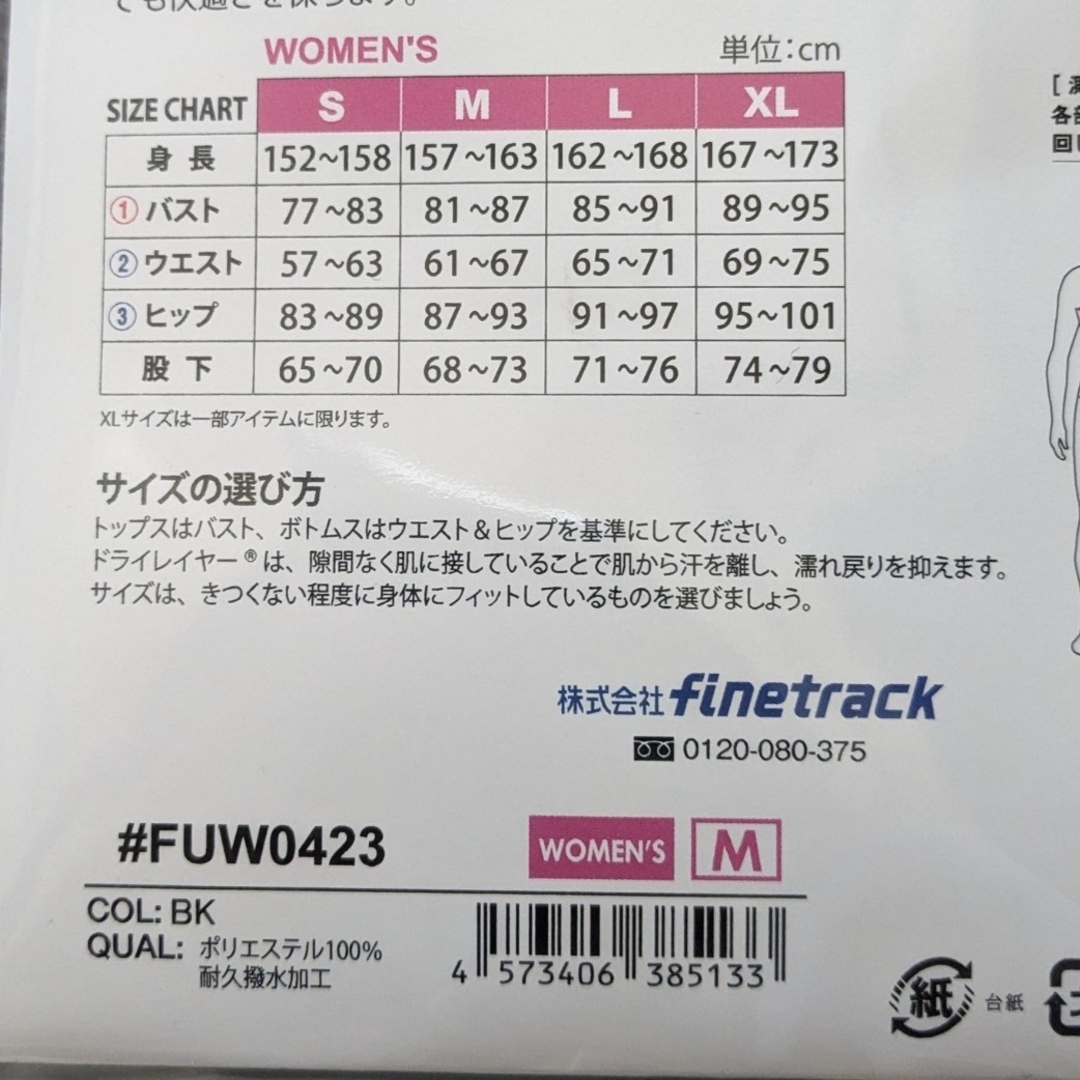 ても快適さを保ちます。
WOMEN'S 単位:cm
SIZE CHART S M L XL
身長 152~158 157~163 162~168 167~173
①バスト 77~83 81~87 85~91 89~95
②ウエスト 57~63 61~67 65~71 69~75
③ヒップ 83~89 87~93 91~97 95~101
股下 65~70 68~73 71~76 74~79
XLサイズは一部アイテムに限ります。
サイズの選び方
トップスはバスト、ボトムスはウエスト&ヒップを基準にしてください。
ドライレイヤー®は、隙間なく肌に接していることで肌から汗を離し、濡れ戻りを抑えます。
サイズは、きつくない程度に身体にフィットしているものを選びましょう。
株式会社finetrack
0120-080-375
#FUW0423 WOMEN'S M
COL: BK
QUAL: ポリエステル100%
耐久撥水加工
4 573406 385133
紙 台紙
[
各
回